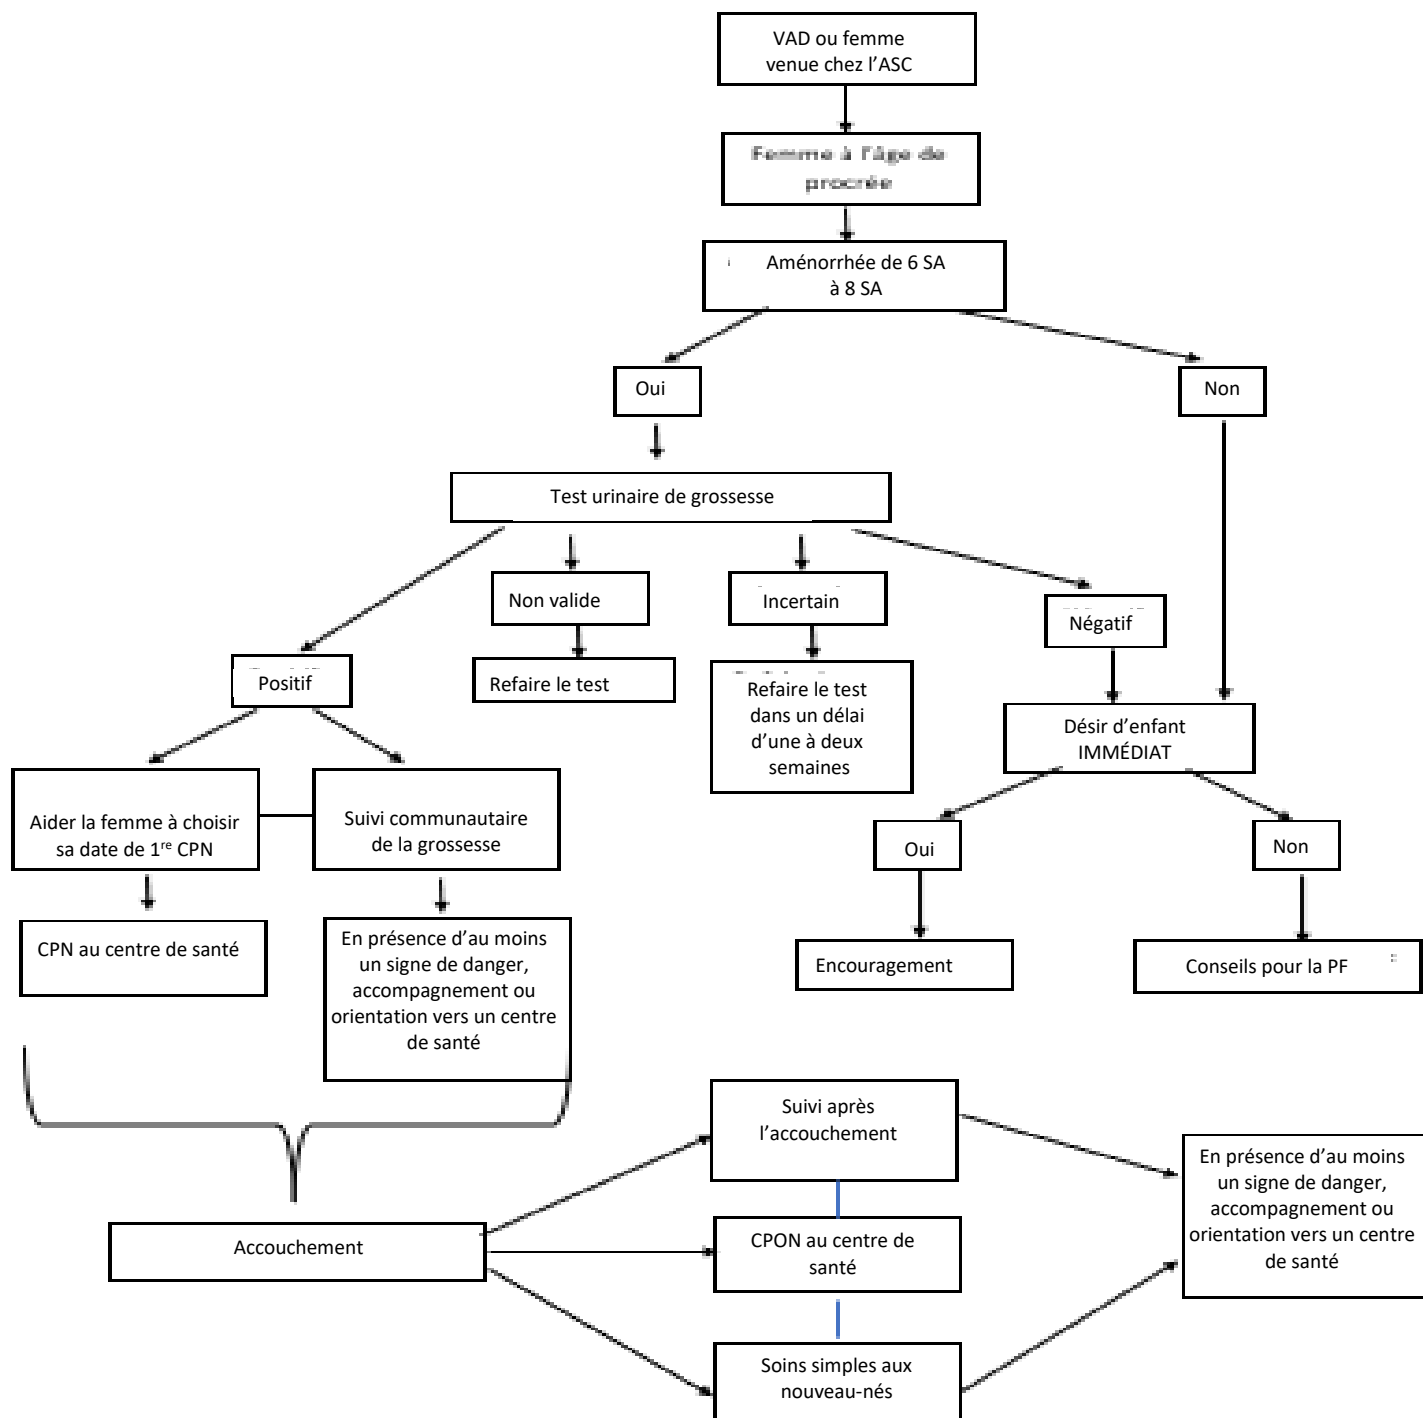 VAD ou femme
venue chez l’ASC
Femme à l’âge de
procrée
Aménorrhée de 6 SA
à 8 SA
Oui
Non
Test urinaire de grossesse
Non valide
Incertain
Négatif
Positif
Refaire le test
Refaire le test
dans un délai
d’une à deux
semaines
Désir d’enfant
IMMÉDIAT
Aider la femme à choisir
sa date de 1re CPN
Suivi communautaire
de la grossesse
Oui
Non
CPN au centre de santé
En présence d’au moins
un signe de danger,
accompagnement ou
orientation vers un centre
de santé
Encouragement
Conseils pour la PF
Accouchement
Suivi après
l’accouchement
CPON au centre de
santé
Soins simples aux
nouveau-nés
En présence d’au moins
un signe de danger,
accompagnement ou
orientation vers un centre
de santé